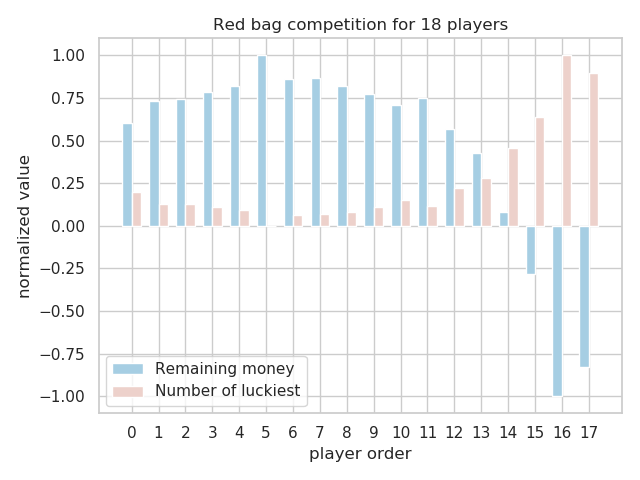 Red bag competition for 18 players
normalized value
1.00
0.75
0.50
0.25
0.00
−0.25
−0.50
−0.75
−1.00
Remaining money
Number of luckiest
0 1 2 3 4 5 6 7 8 9 10 11 12 13 14 15 16 17
player order